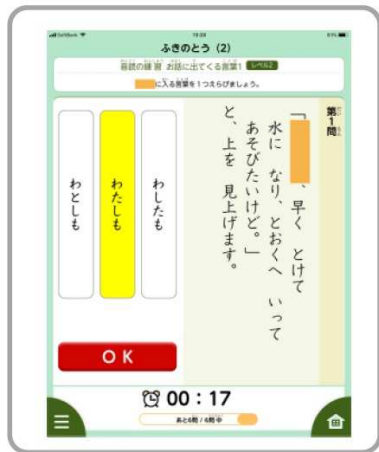 SoftBank
10:08
61%
ふきのとう（2）
音読の練習 お話に出てくる言葉1 レベル2
に入る言葉を1つえらびましょう。
第1問
「　　　、早く とけて
水に なり、とおくへ いって
あそびたいけど。」
と、上を 見上げます。
わしたも
わたしも
わとしも
OK
00：17
あと6問 / 6問中